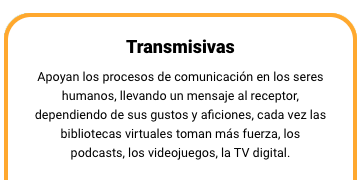 Transmisivas
Apoyan los procesos de comunicación en los seres
humanos, llevando un mensaje al receptor,
dependiendo de sus gustos y aficiones, cada vez las
bibliotecas virtuales toman más fuerza, los
podcasts, los videojuegos, la TV digital.